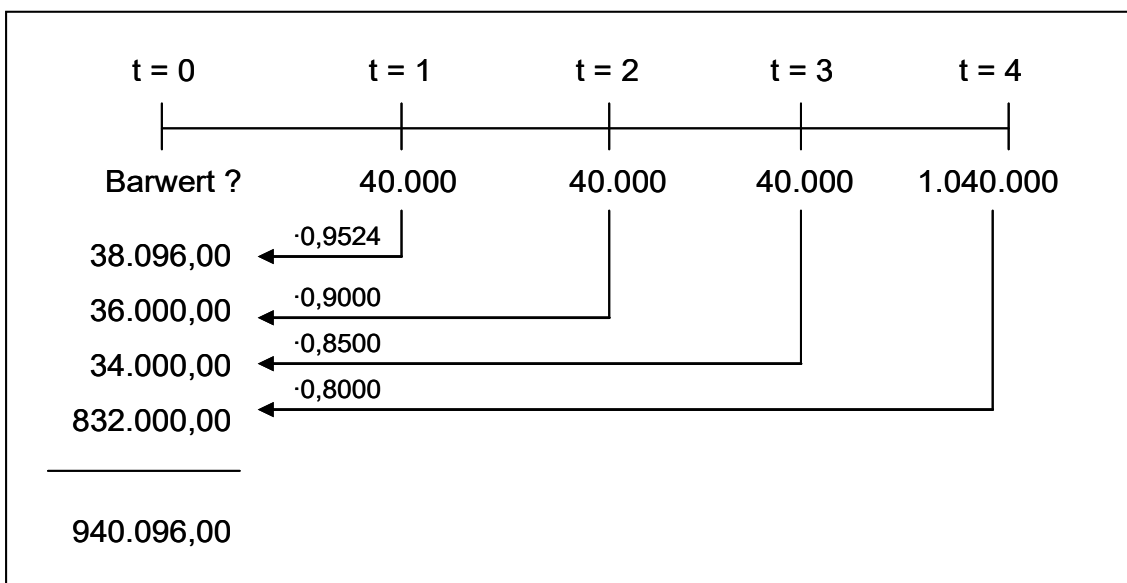 t = 0 t = 1 t = 2 t = 3 t = 4
Barwert ? 40.000 40.000 40.000 1.040.000
38.096,00 ·0,9524
36.000,00 ·0,9000
34.000,00 ·0,8500
832.000,00 ·0,8000
940.096,00